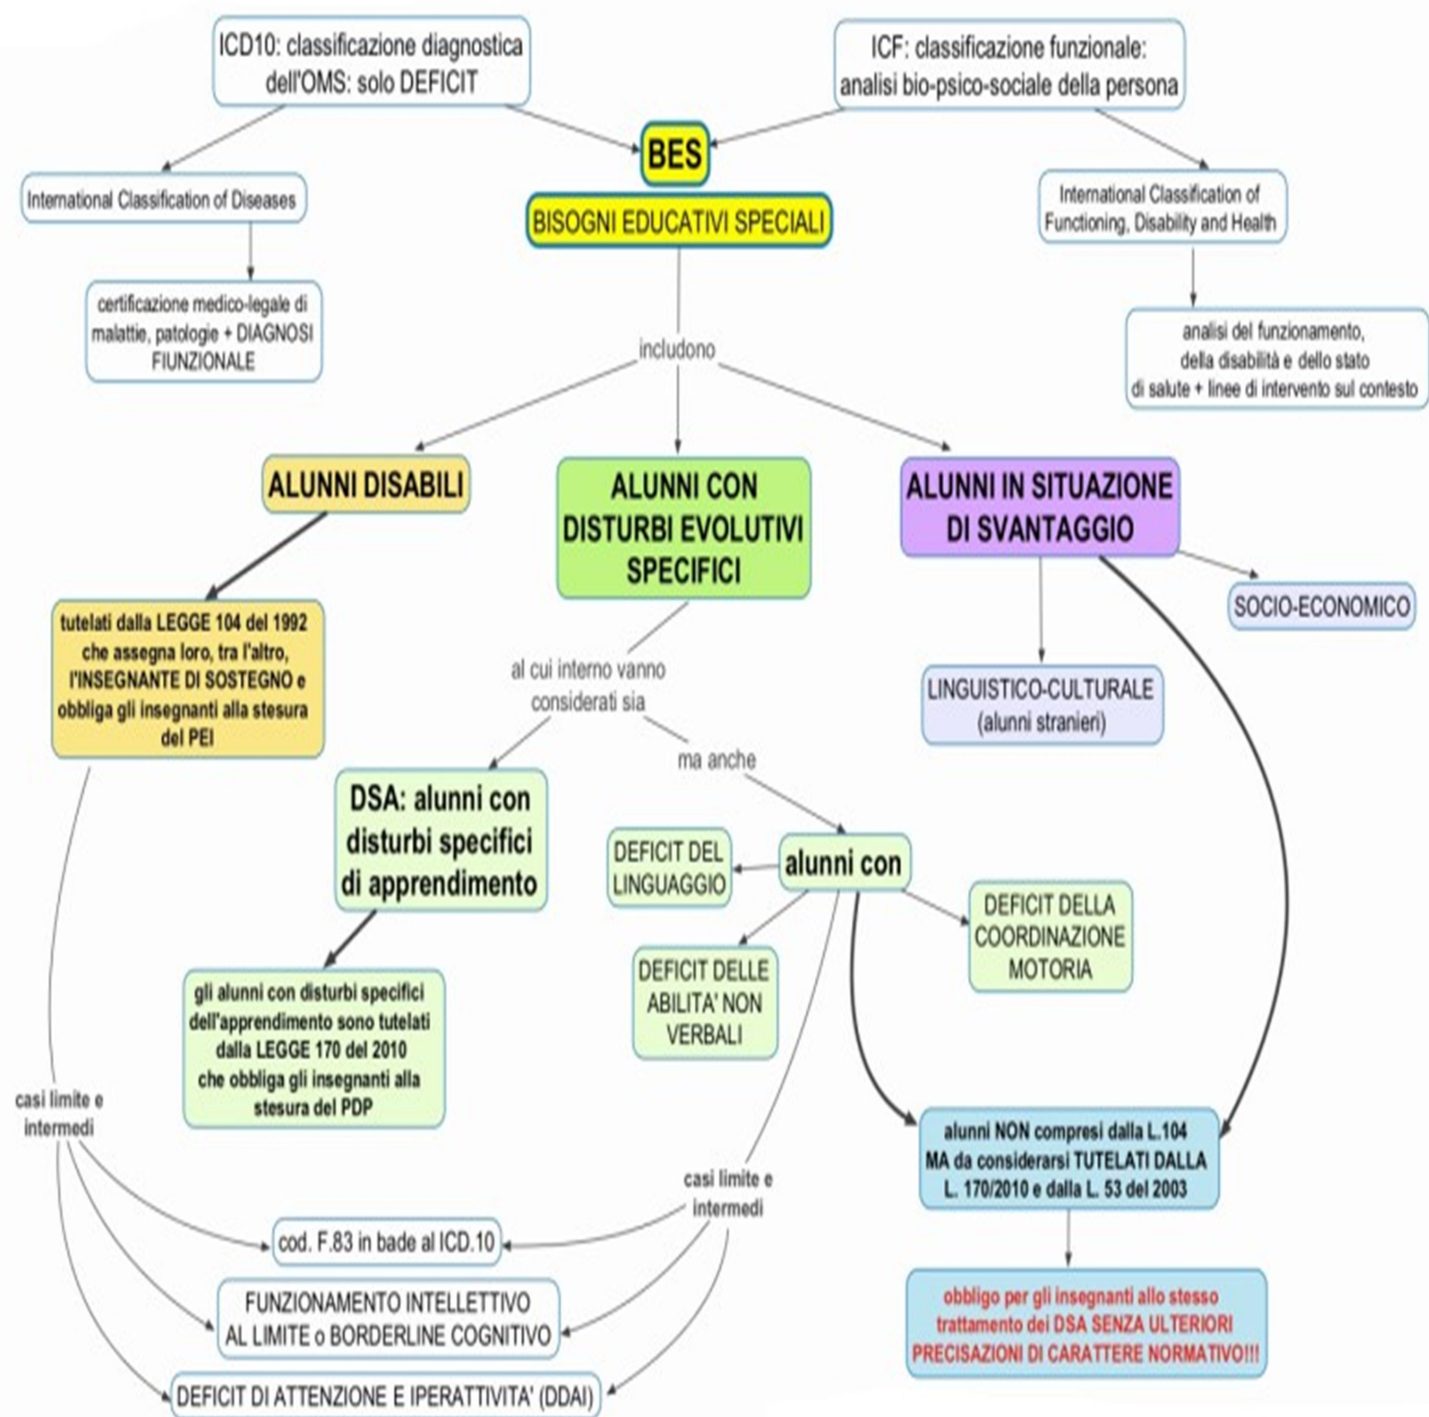 ICD10: classificazione diagnostica
dell'OMS: solo DEFICIT
ICF: classificazione funzionale:
analisi bio-psico-sociale della persona
BES
BISOGNI EDUCATIVI SPECIALI
International Classification of Diseases
International Classification of
Functioning, Disability and Health
certificazione medico-legale di
malattie, patologie + DIAGNOSI
FIUNZIONALE
analisi del funzionamento,
della disabilità e dello stato
di salute + linee di intervento sul contesto
includono
ALUNNI DISABILI
ALUNNI CON
DISTURBI EVOLUTIVI
SPECIFICI
ALUNNI IN SITUAZIONE
DI SVANTAGGIO
SOCIO-ECONOMICO
LINGUISTICO-CULTURALE
(alunni stranieri)
tutelati dalla LEGGE 104 del 1992
che assegna loro, tra l'altro,
l'INSEGNANTE DI SOSTEGNO e
obbliga gli insegnanti alla stesura
del PEI
al cui interno vanno
considerati sia
ma anche
DSA: alunni con
disturbi specifici
di apprendimento
alunni con
DEFICIT DEL
LINGUAGGIO
DEFICIT DELLE
ABILITA' NON
VERBALI
DEFICIT DELLA
COORDINAZIONE
MOTORIA
gli alunni con disturbi specifici
dell'apprendimento sono tutelati
dalla LEGGE 170 del 2010
che obbliga gli insegnanti alla
stesura del PDP
casi limite e
intermedi
casi limite e
intermedi
alunni NON compresi dalla L.104
MA da considerarsi TUTELATI DALLA
L. 170/2010 e dalla L. 53 del 2003
cod. F.83 in bade al ICD.10
FUNZIONAMENTO INTELLETTIVO
AL LIMITE o BORDERLINE COGNITIVO
DEFICIT DI ATTENZIONE E IPERATTIVITA' (DDAI)
obbligo per gli insegnanti allo stesso
trattamento dei DSA SENZA ULTERIORI
PRECISAZIONI DI CARATTERE NORMATIVO!!!